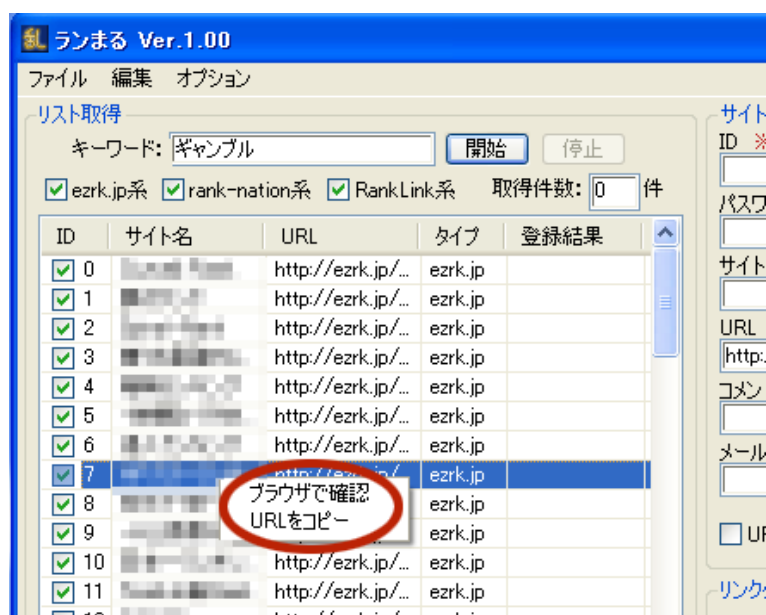 乱 ランまる Ver.1.00
ファイル 編集 オプション
リスト取得
サイト
キーワード: ギャンブル 開始 停止
ID ※
ezrk.jp系 rank-nation系 RankLink系 取得件数: 0 件
パスワ
ID サイト名 URL タイプ 登録結果
サイト
0 http://ezrk.jp/... ezrk.jp
1 http://ezrk.jp/... ezrk.jp
2 http://ezrk.jp/... ezrk.jp
URL
3 http://ezrk.jp/... ezrk.jp
http:
4 http://ezrk.jp/... ezrk.jp
コメン
5 http://ezrk.jp/... ezrk.jp
6 http://ezrk.jp/... ezrk.jp
メール
7 http://ezrk.jp/ ezrk.jp
ブラウザで確認
URLをコピー
8 ezrk.jp
9 ezrk.jp
10 http://ezrk.jp/... ezrk.jp
11 http://ezrk.jp/... ezrk.jp
リンク